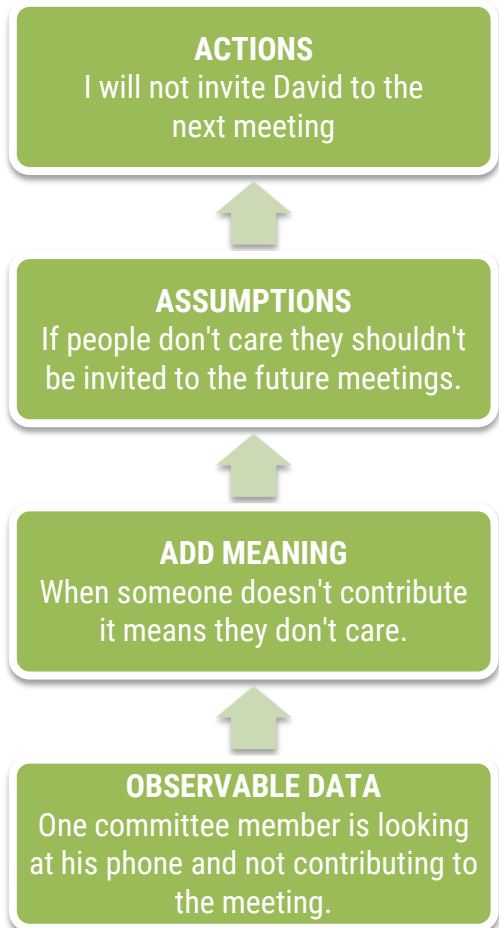 ACTIONS
I will not invite David to the
next meeting
ASSUMPTIONS
If people don't care they shouldn't
be invited to the future meetings.
ADD MEANING
When someone doesn't contribute
it means they don't care.
OBSERVABLE DATA
One committee member is looking
at his phone and not contributing to
the meeting.